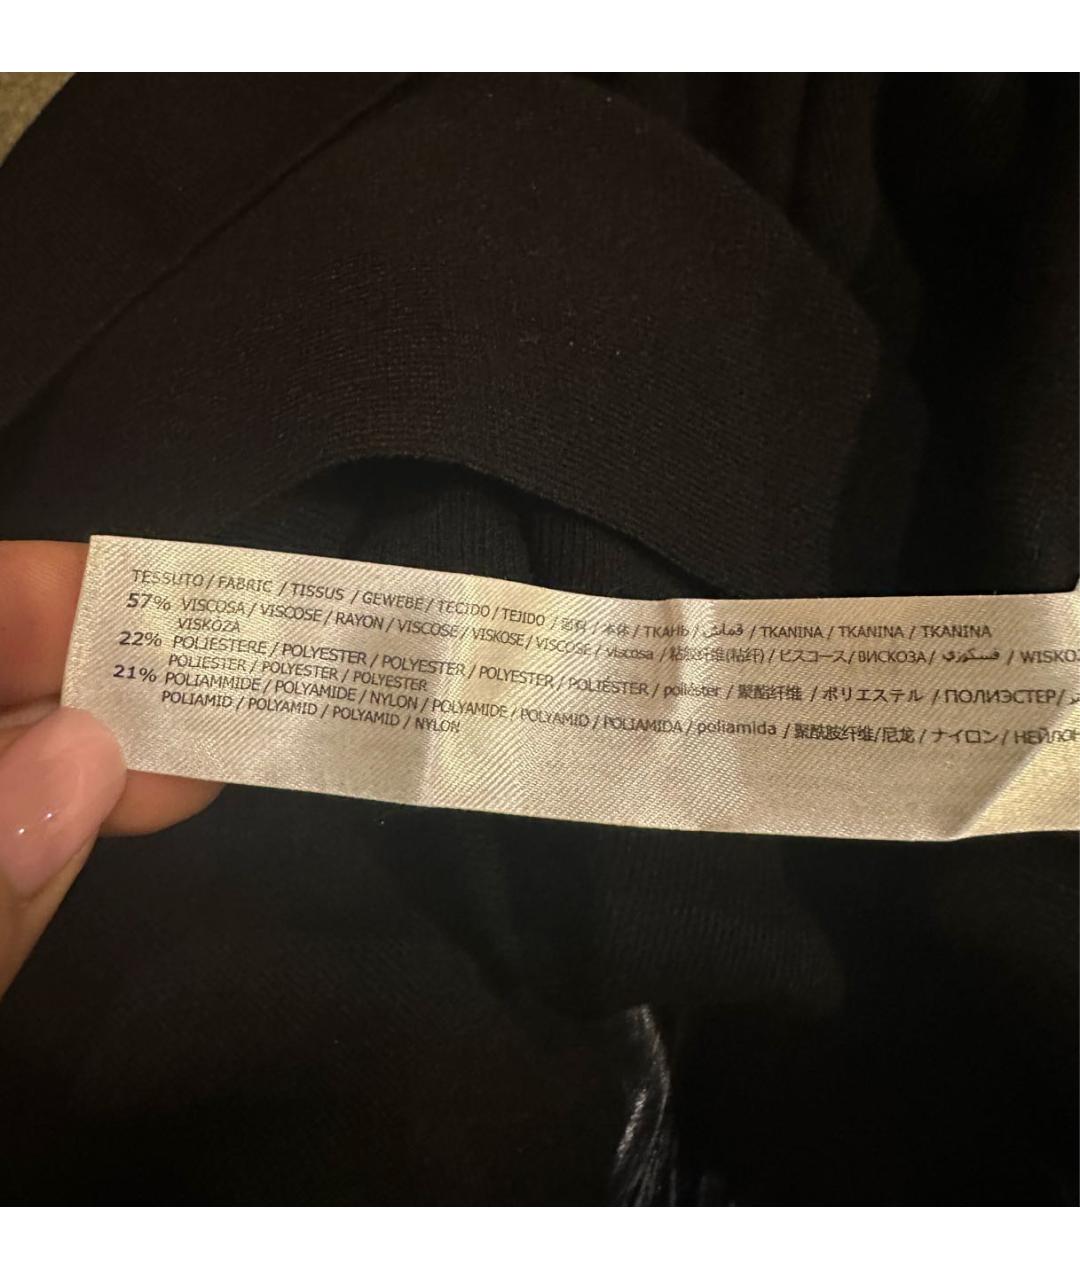 TESSUTO / FABRIC / TISSUS / GEWEBE / TECIDO / TEJIDO / 面料 / 本体 / ТКАНЬ / قماش / TKANINA / TKANINA / TKANINA
57% VISCOSA / VISCOSE / RAYON / VISCOSE / VISKOSE / VISCOSE / viscosa / 粘胶纤维(粘纤) / ビスコース / ВИСКОЗА / فسكوزي / WISKO
VISKÓZA
22% POLIESTERE / POLYESTER / POLYESTER / POLYESTER / POLYESTER / POLIÉSTER / poliéster / 聚酯纤维 / ポリエステル / ПОЛИЭСТЕР /
POLIESTER / POLYESTER / POLYESTER
21% POLIAMMIDE / POLYAMIDE / NYLON / POLYAMIDE / POLYAMID / POLIAMIDA / poliamida / 聚酰胺纤维/尼龙 / ナイロン / НЕЙЛОН
POLIAMID / POLYAMID / POLYAMID / NYLON